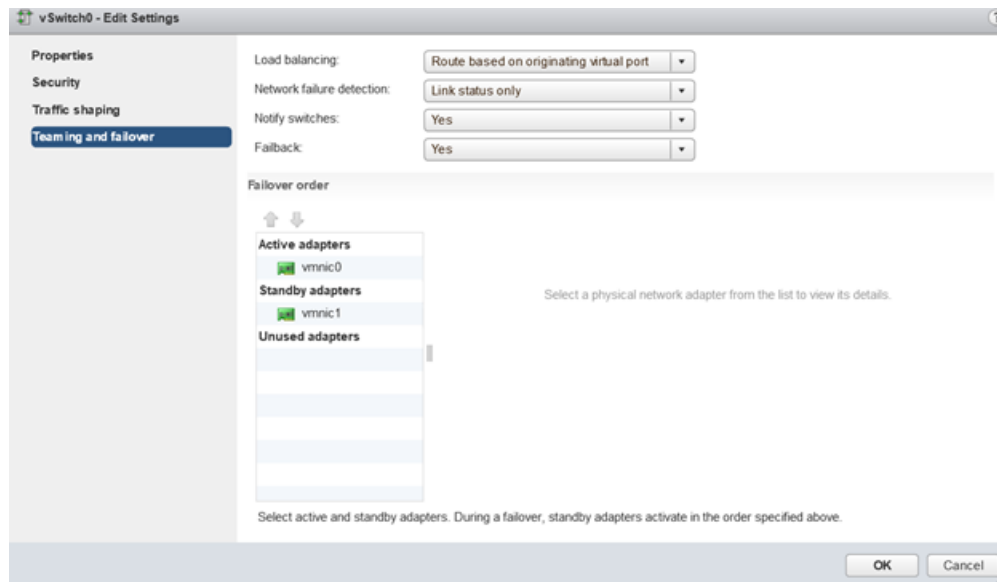 vSwitch0 - Edit Settings
?
Properties
Security
Traffic shaping
Teaming and failover
Load balancing:
Route based on originating virtual port
Network failure detection:
Link status only
Notify switches:
Yes
Failback:
Yes
Failover order
Active adapters
vmnic0
Standby adapters
vmnic1
Unused adapters
Select a physical network adapter from the list to view its details.
Select active and standby adapters. During a failover, standby adapters activate in the order specified above.
OK
Cancel